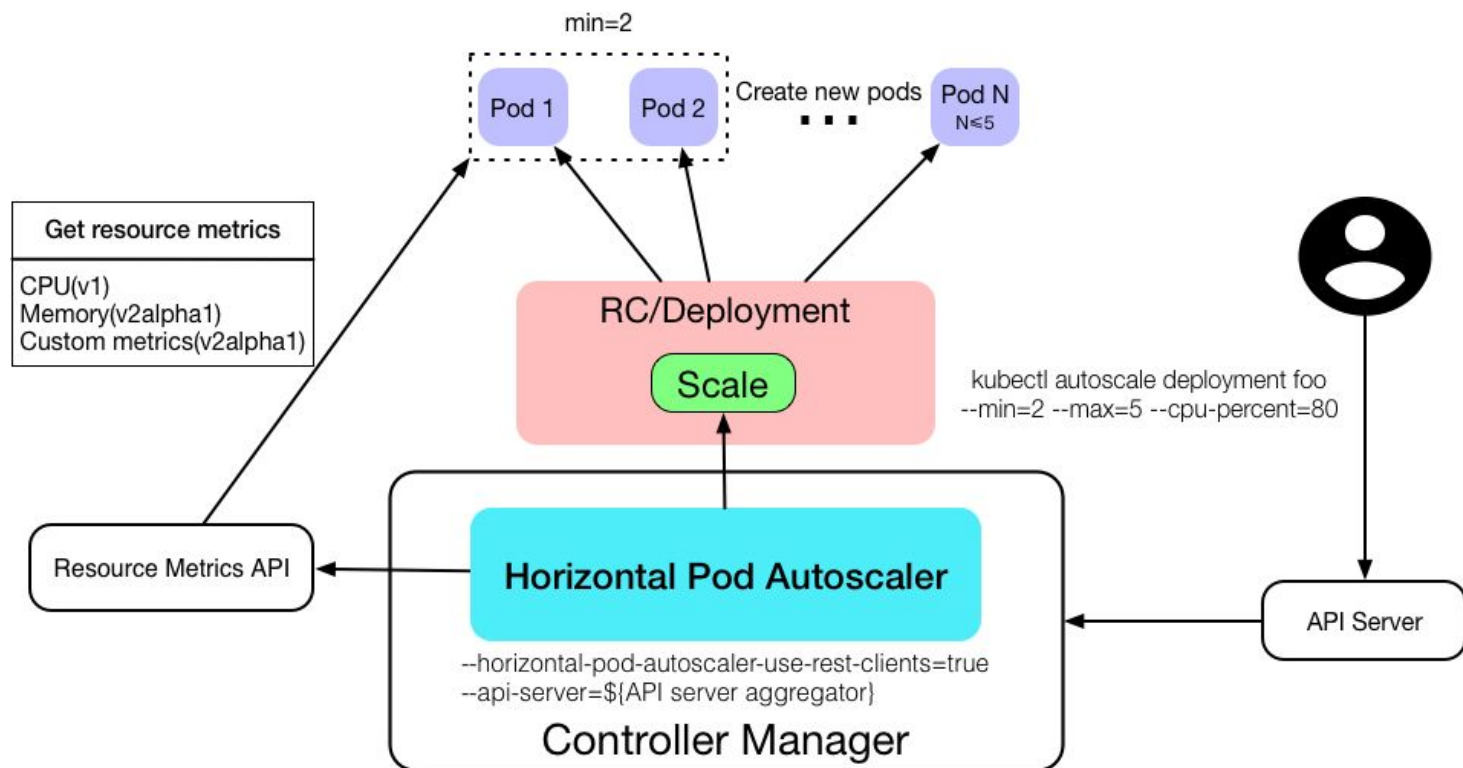 min=2
Pod 1
Pod 2
Create new pods
...
Pod N
N≤5
Get resource metrics
CPU(v1)
Memory(v2alpha1)
Custom metrics(v2alpha1)
RC/Deployment
Scale
kubectl autoscale deployment foo
--min=2 --max=5 --cpu-percent=80
Resource Metrics API
Horizontal Pod Autoscaler
API Server
--horizontal-pod-autoscaler-use-rest-clients=true
--api-server=${API server aggregator}
Controller Manager